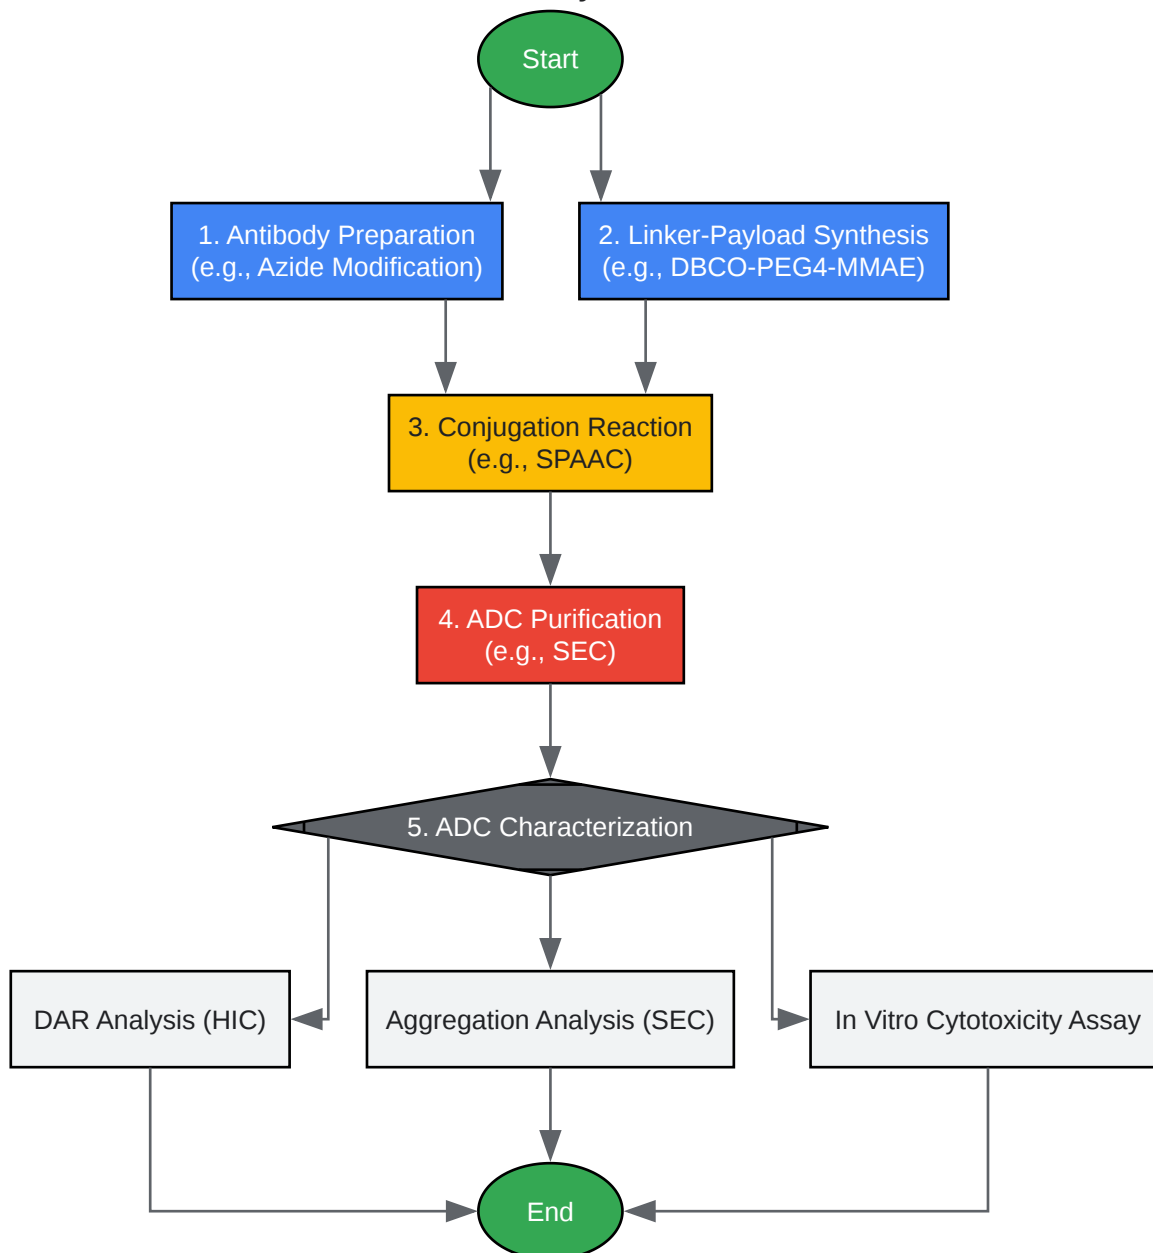 Start
1. Antibody Preparation
(e.g., Azide Modification)
2. Linker-Payload Synthesis
(e.g., DBCO-PEG4-MMAE)
3. Conjugation Reaction
(e.g., SPAAC)
4. ADC Purification
(e.g., SEC)
5. ADC Characterization
DAR Analysis (HIC)
Aggregation Analysis (SEC)
In Vitro Cytotoxicity Assay
End